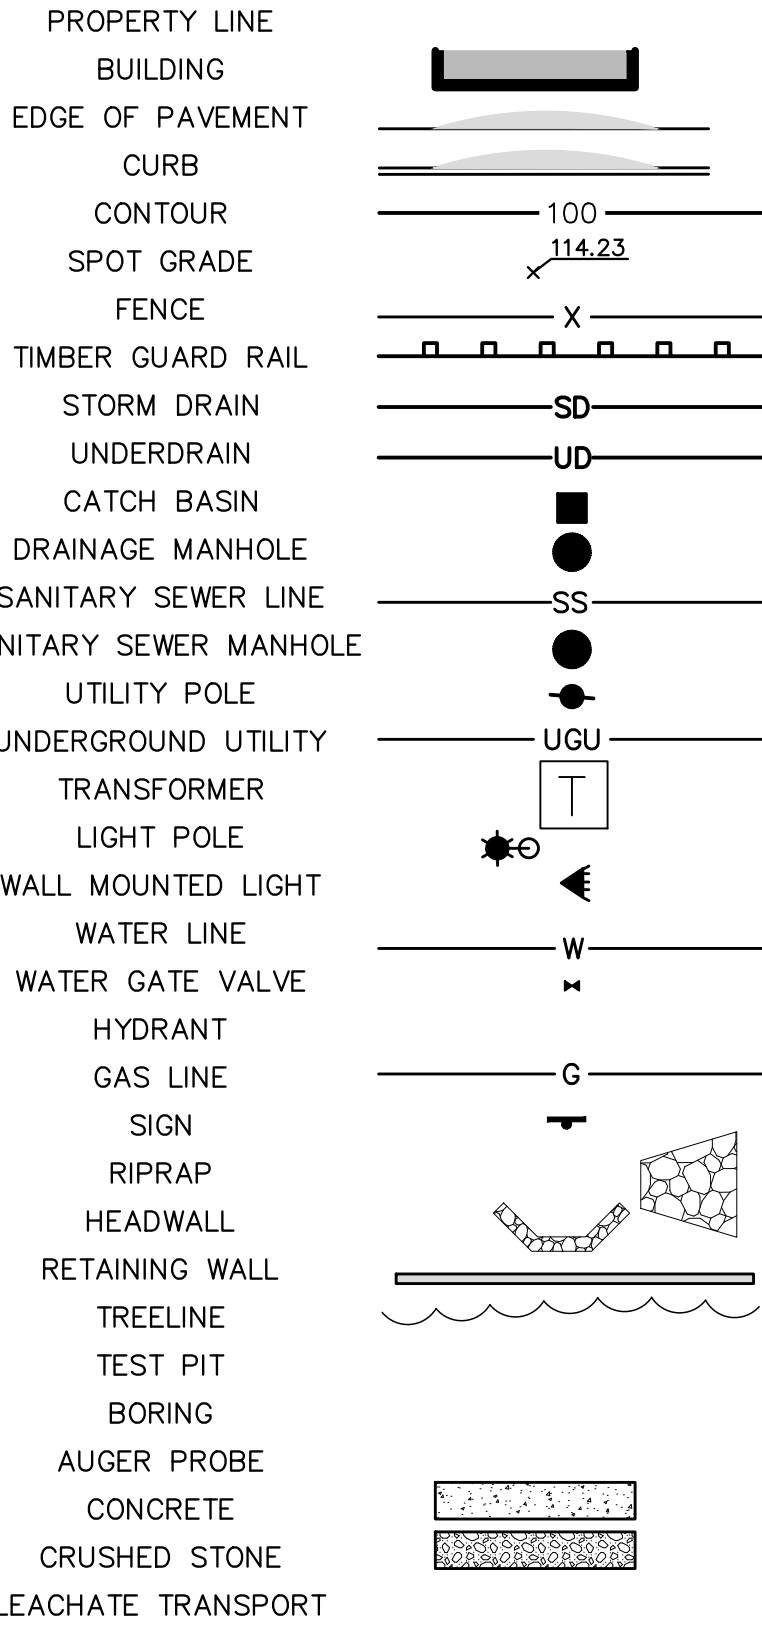 PROPERTY LINE
BUILDING
EDGE OF PAVEMENT
CURB
CONTOUR 100
SPOT GRADE 114.23
FENCE X
TIMBER GUARD RAIL
STORM DRAIN SD
UNDERDRAIN UD
CATCH BASIN
DRAINAGE MANHOLE
SANITARY SEWER LINE SS
NITARY SEWER MANHOLE
UTILITY POLE
UNDERGROUND UTILITY UGU
TRANSFORMER T
LIGHT POLE
WALL MOUNTED LIGHT
WATER LINE W
WATER GATE VALVE
HYDRANT
GAS LINE G
SIGN
RIPRAP
HEADWALL
RETAINING WALL
TREELINE
TEST PIT
BORING
AUGER PROBE
CONCRETE
CRUSHED STONE
LEACHATE TRANSPORT